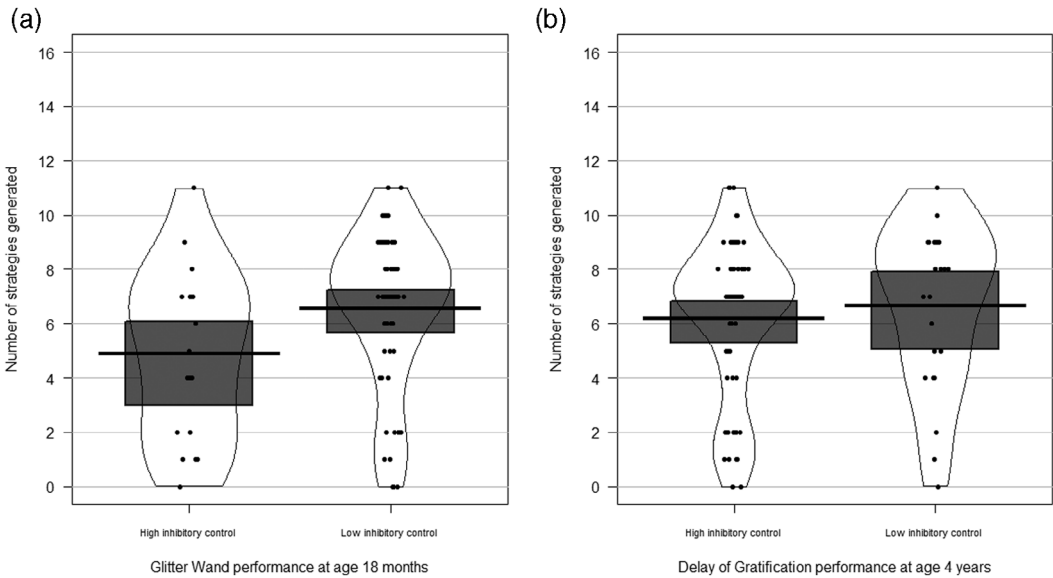 (a)
Number of strategies generated
16
14
12
10
8
6
4
2
0
High inhibitory control
Low inhibitory control
Glitter Wand performance at age 18 months
(b)
Number of strategies generated
16
14
12
10
8
6
4
2
0
High inhibitory control
Low inhibitory control
Delay of Gratification performance at age 4 years